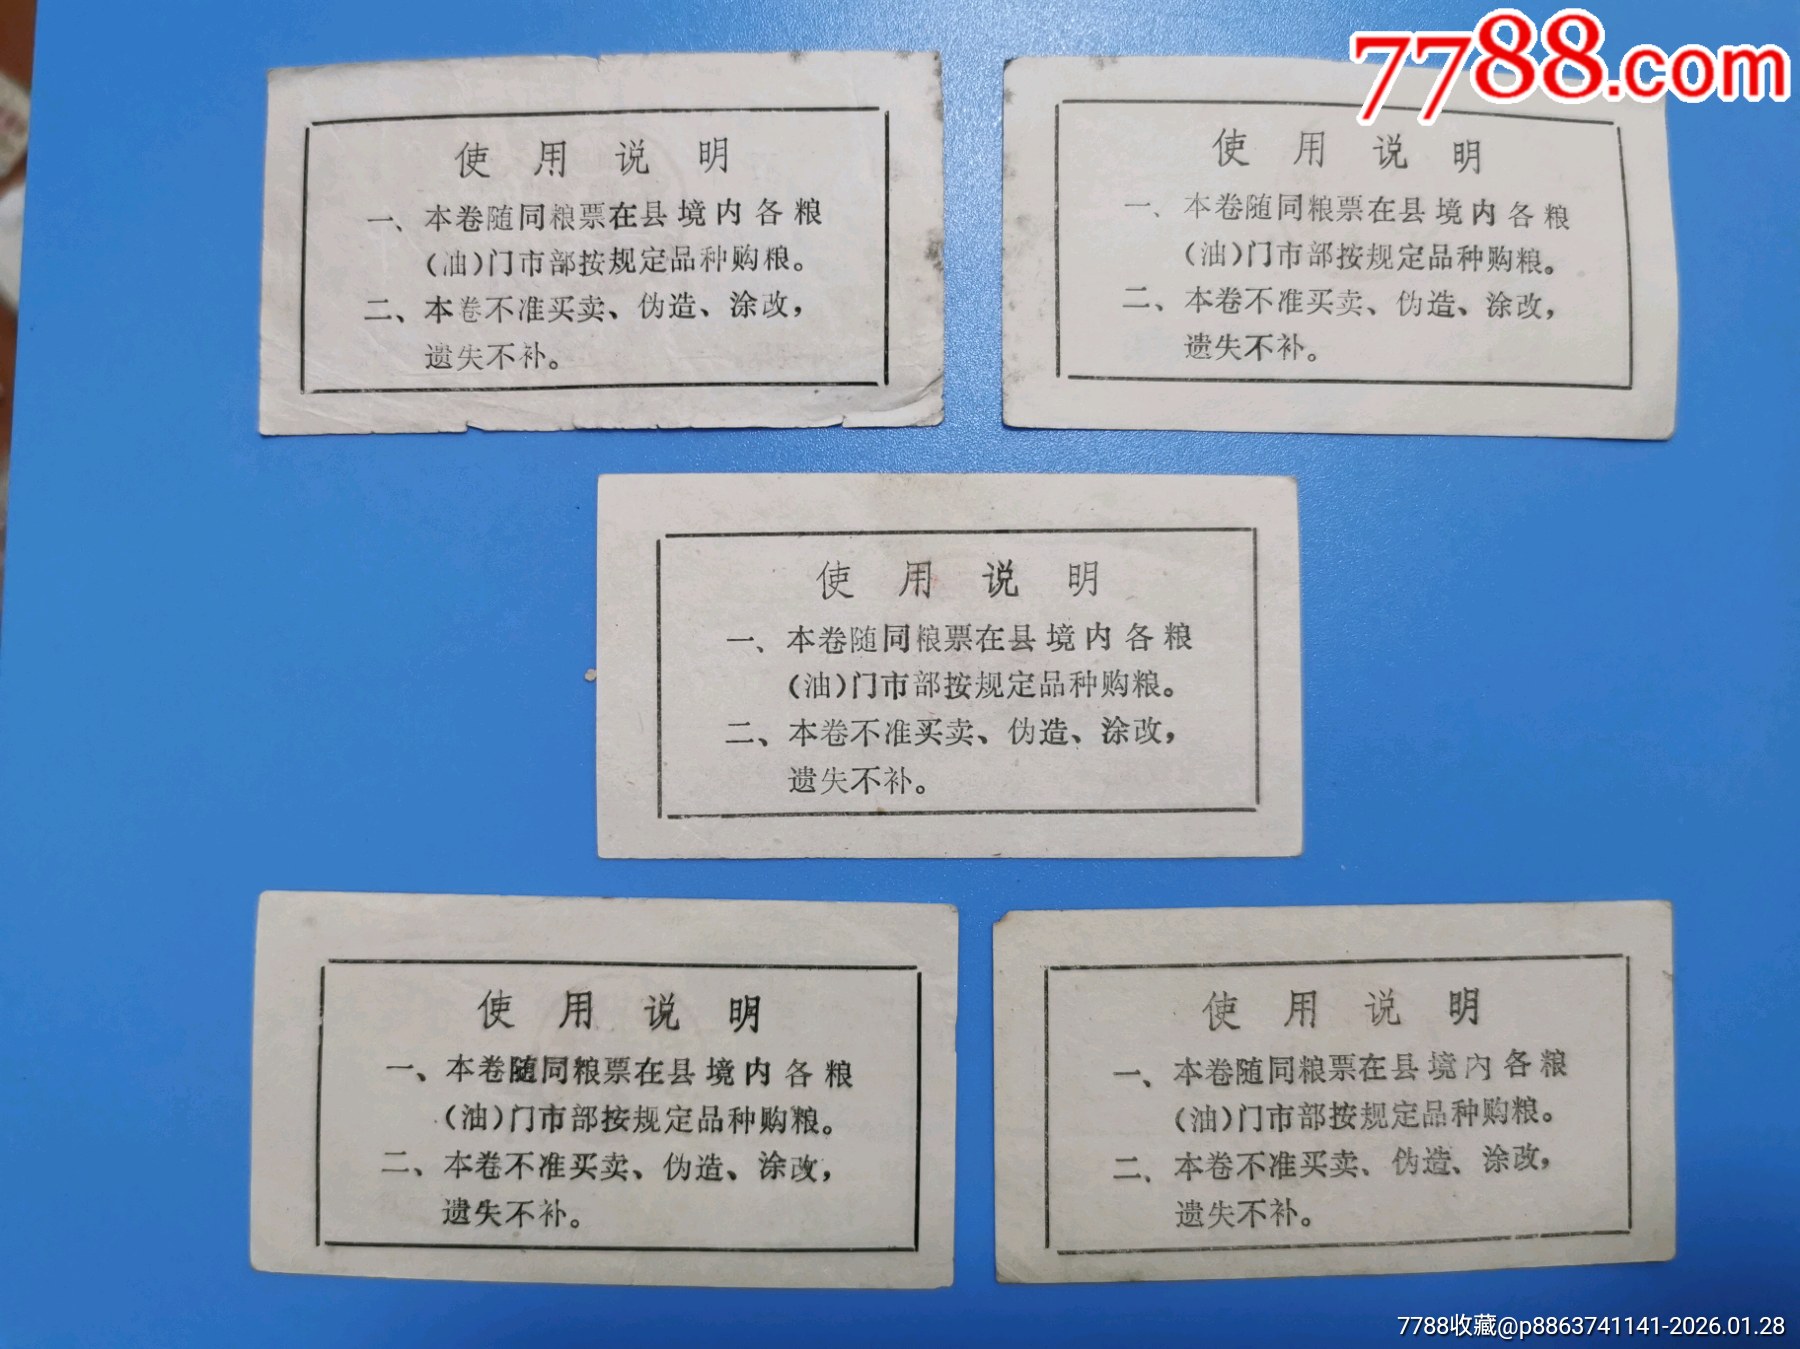 7788.com
使用说明
一、本卷随同粮票在县境内各粮
(油)门市部按规定品种购粮。
二、本卷不准买卖、伪造、涂改，
遗失不补。
使用说明
一、本卷随同粮票在县境内各粮
(油)门市部按规定品种购粮。
二、本卷不准买卖、伪造、涂改，
遗失不补。
使用说明
一、本卷随同粮票在县境内各粮
(油)门市部按规定品种购粮。
二、本卷不准买卖、伪造、涂改，
遗失不补。
使用说明
一、本卷随同粮票在县境内各粮
(油)门市部按规定品种购粮。
二、本卷不准买卖、伪造、涂改，
遗失不补。
使用说明
一、本卷随同粮票在县境内各粮
(油)门市部按规定品种购粮。
二、本卷不准买卖、伪造、涂改，
遗失不补。
7788收藏@p8863741141-2026.01.28